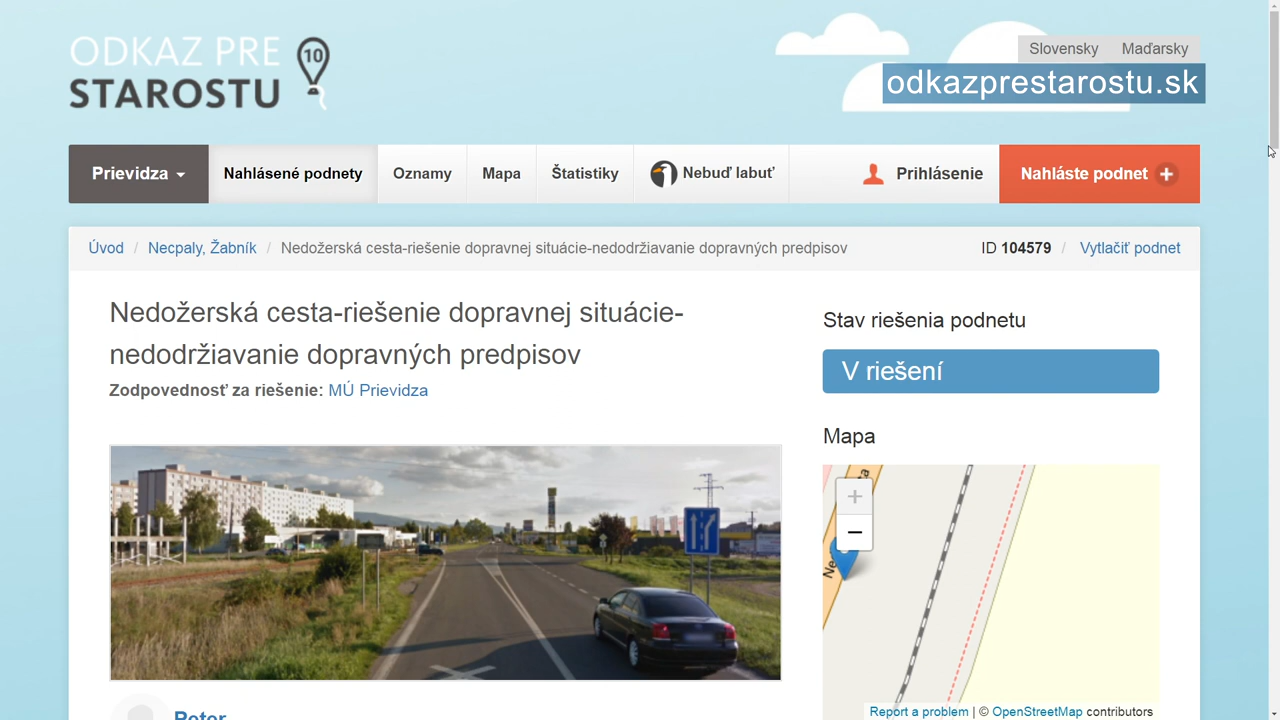 ODKAZ PRE
STAROSTU
10
Slovensky Maďarsky
odkazprestarostu.sk
Prievidza
Nahlásené podnety
Oznamy
Mapa
Štatistiky
Nebuď labuť
Prihlásenie
Nahláste podnet
Úvod / Necpaly, Žabník / Nedožerská cesta-riešenie dopravnej situácie-nedodržiavanie dopravných predpisov
ID 104579 / Vytlačiť podnet
Nedožerská cesta-riešenie dopravnej situácie-
nedodržiavanie dopravných predpisov
Zodpovednosť za riešenie: MÚ Prievidza
Stav riešenia podnetu
V riešení
Mapa
+
−
Report a problem | © OpenStreetMap contributors
Peter